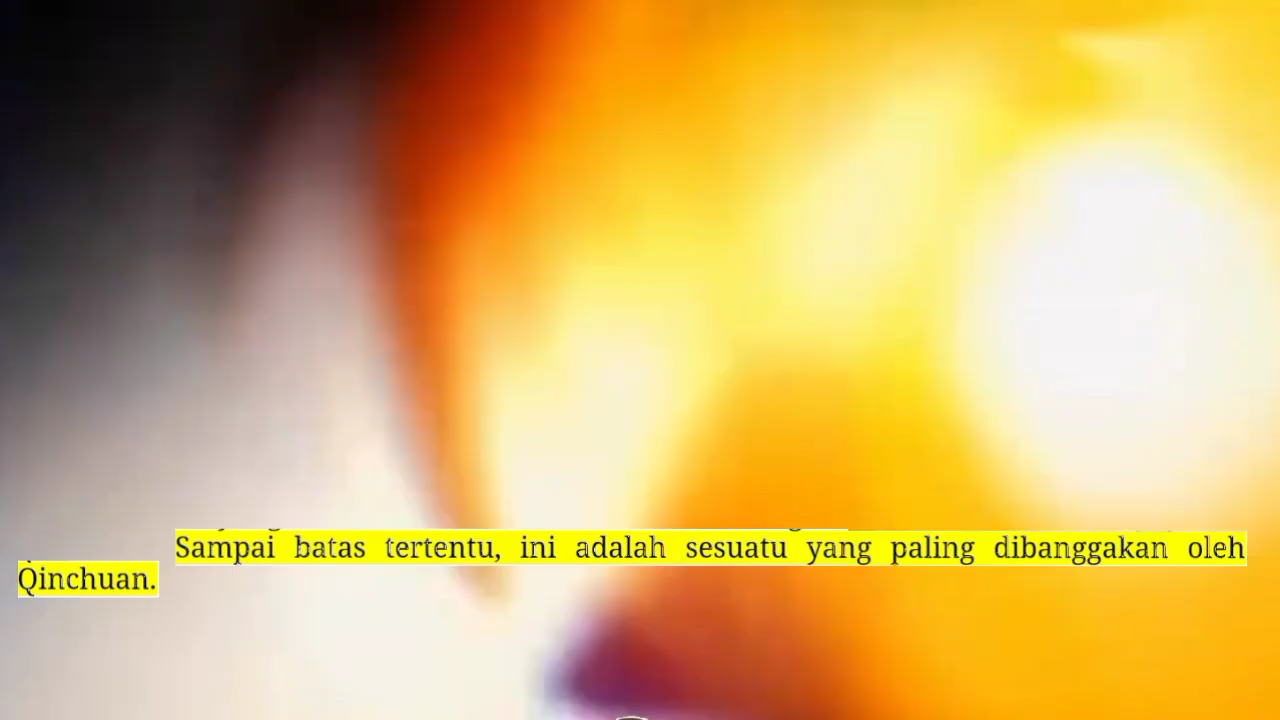 Sampai batas tertentu, ini adalah sesuatu yang paling dibanggakan oleh
Qinchuan.